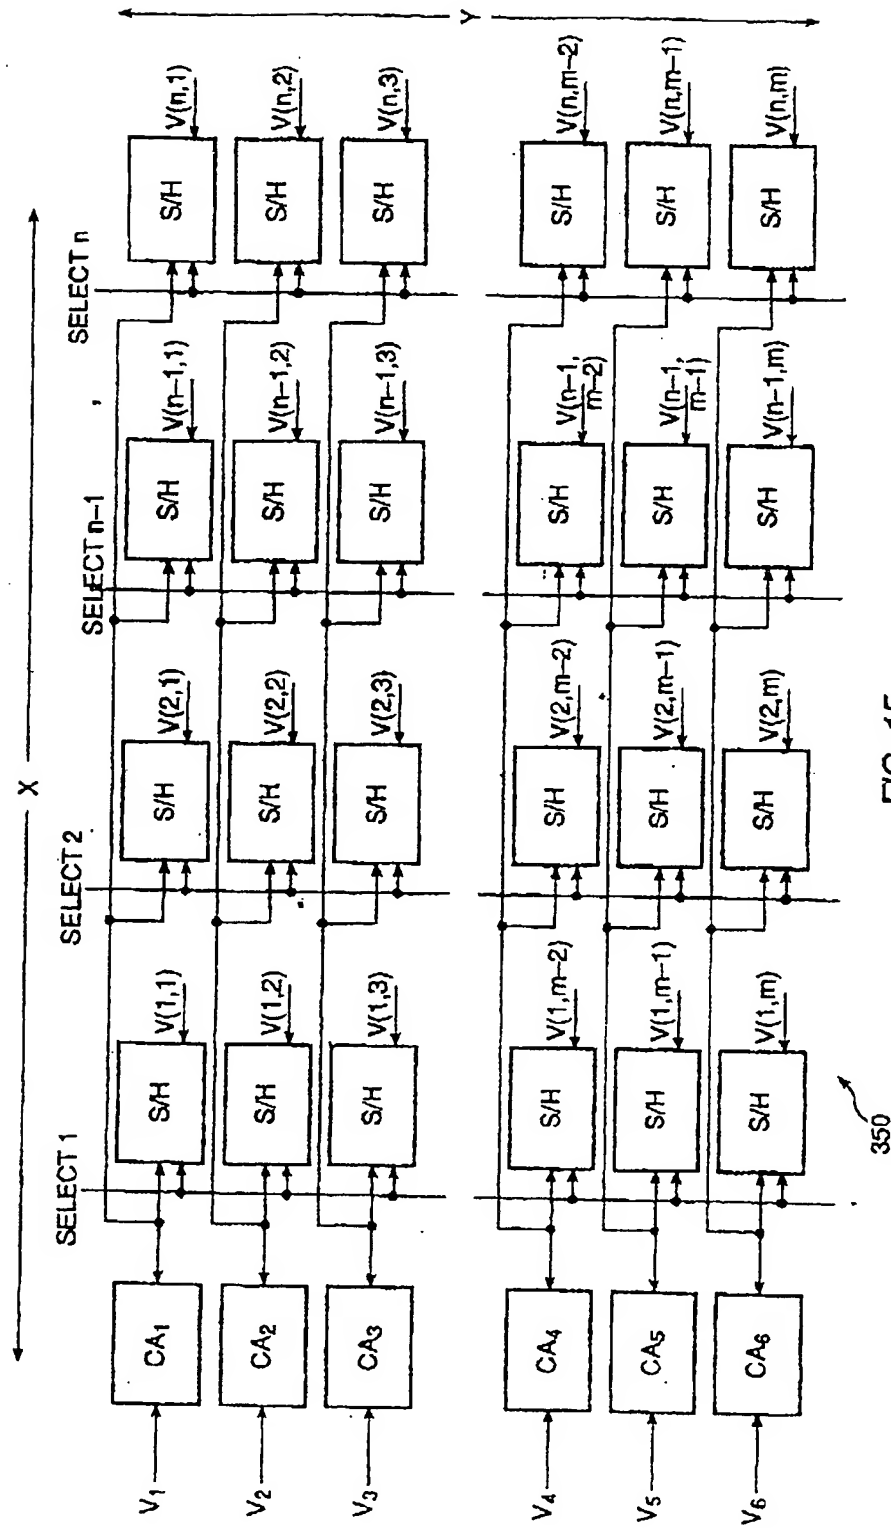 X
Y
SELECT 1
SELECT 2
SELECT n-1
SELECT n
V1
CA1
S/H
V(1,1)
S/H
V(2,1)
S/H
V(n-1,1)
S/H
V(n,1)
V2
CA2
S/H
V(1,2)
S/H
V(2,2)
S/H
V(n-1,2)
S/H
V(n,2)
V3
CA3
S/H
V(1,3)
S/H
V(2,3)
S/H
V(n-1,3)
S/H
V(n,3)
V4
CA4
S/H
V(1,m-2)
S/H
V(2,m-2)
S/H
V(n-1,
m-2)
S/H
V(n,m-2)
V5
CA5
S/H
V(1,m-1)
S/H
V(2,m-1)
S/H
V(n-1,
m-1)
S/H
V(n,m-1)
V6
CA6
S/H
V(1,m)
S/H
V(2,m)
S/H
V(n-1,m)
S/H
V(n,m)
350